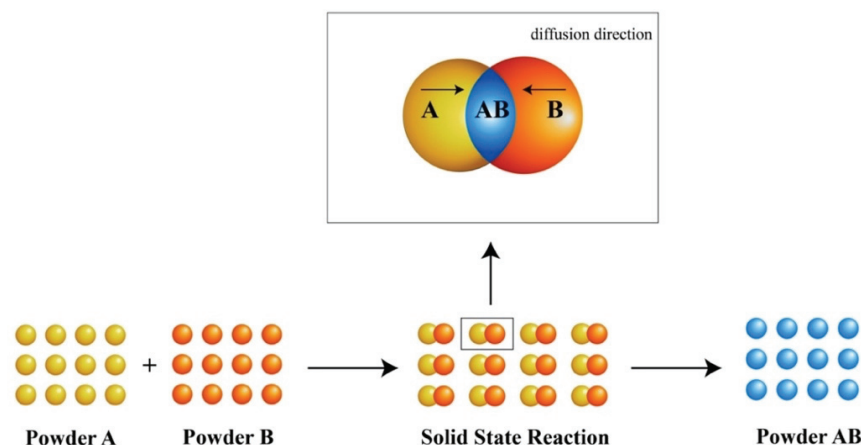 diffusion direction
A AB B
+
Powder A Powder B Solid State Reaction Powder AB